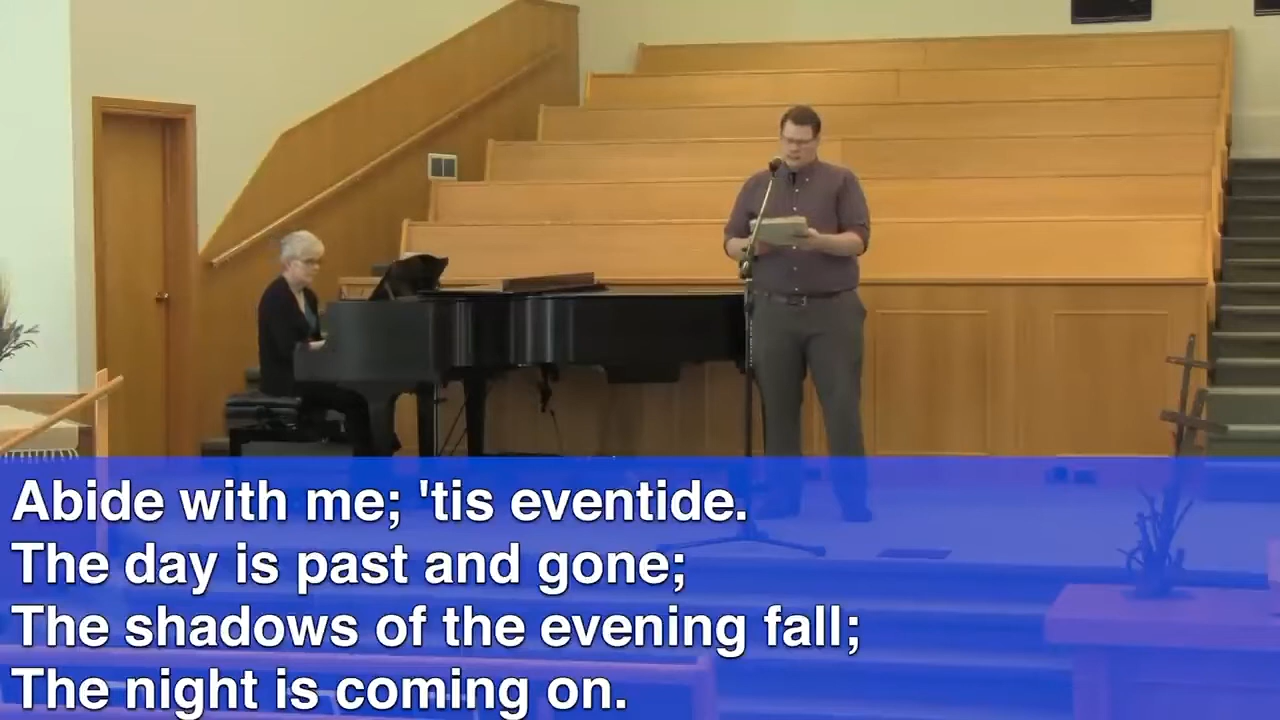 Abide with me; 'tis eventide.
The day is past and gone;
The shadows of the evening fall;
The night is coming on.